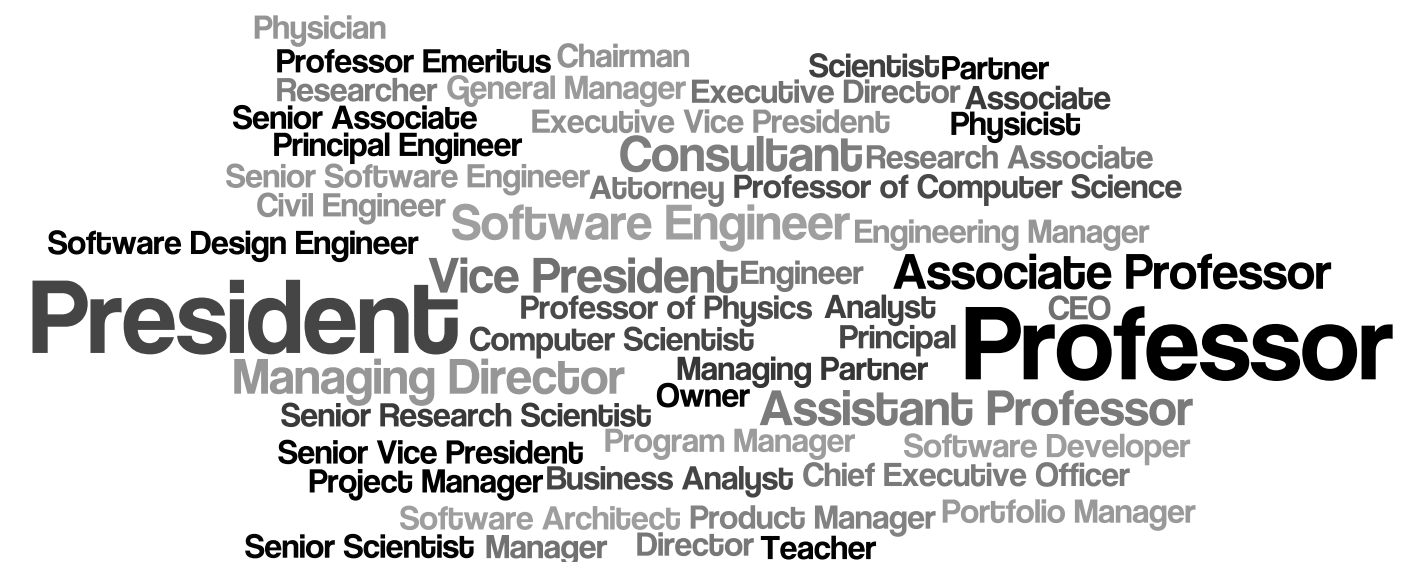 Physician
Professor Emeritus
Chairman
Scientist
Partner
Researcher
General Manager
Executive Director
Associate
Senior Associate
Executive Vice President
Physicist
Principal Engineer
Consultant
Research Associate
Senior Software Engineer
Attorney
Professor of Computer Science
Civil Engineer
Software Engineer
Engineering Manager
Software Design Engineer
Vice President
Engineer
Associate Professor
President
Professor of Physics
Analyst
CEO
Computer Scientist
Principal
Professor
Managing Director
Managing Partner
Owner
Assistant Professor
Senior Research Scientist
Senior Vice President
Program Manager
Software Developer
Project Manager
Business Analyst
Chief Executive Officer
Software Architect
Product Manager
Portfolio Manager
Senior Scientist
Manager
Director
Teacher